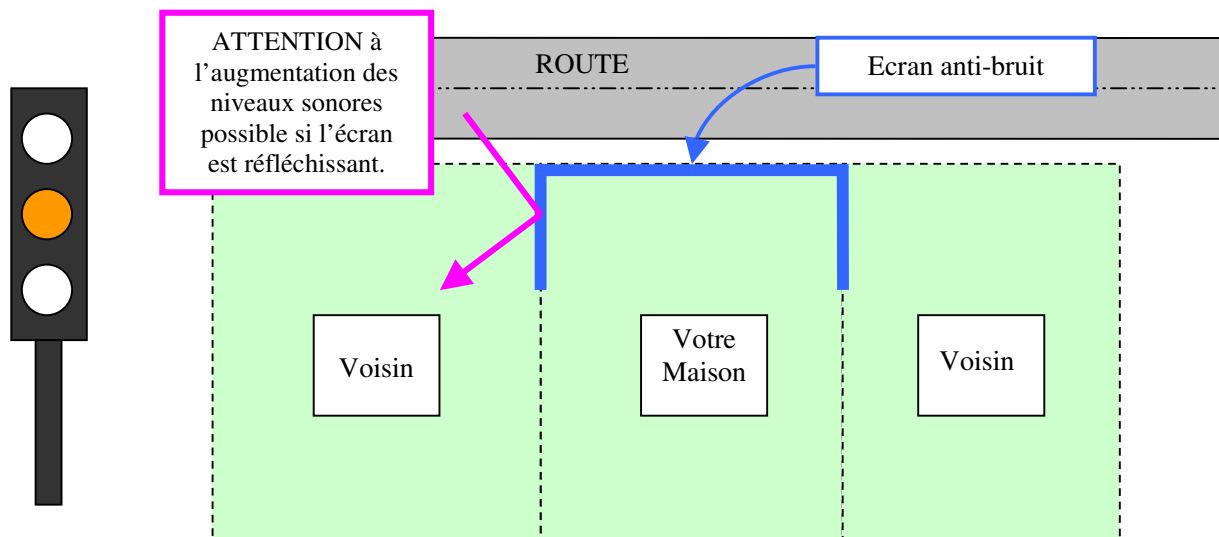 ATTENTION à
l’augmentation des
niveaux sonores
possible si l’écran
est réfléchissant.
ROUTE
Ecran anti-bruit
Voisin
Votre
Maison
Voisin